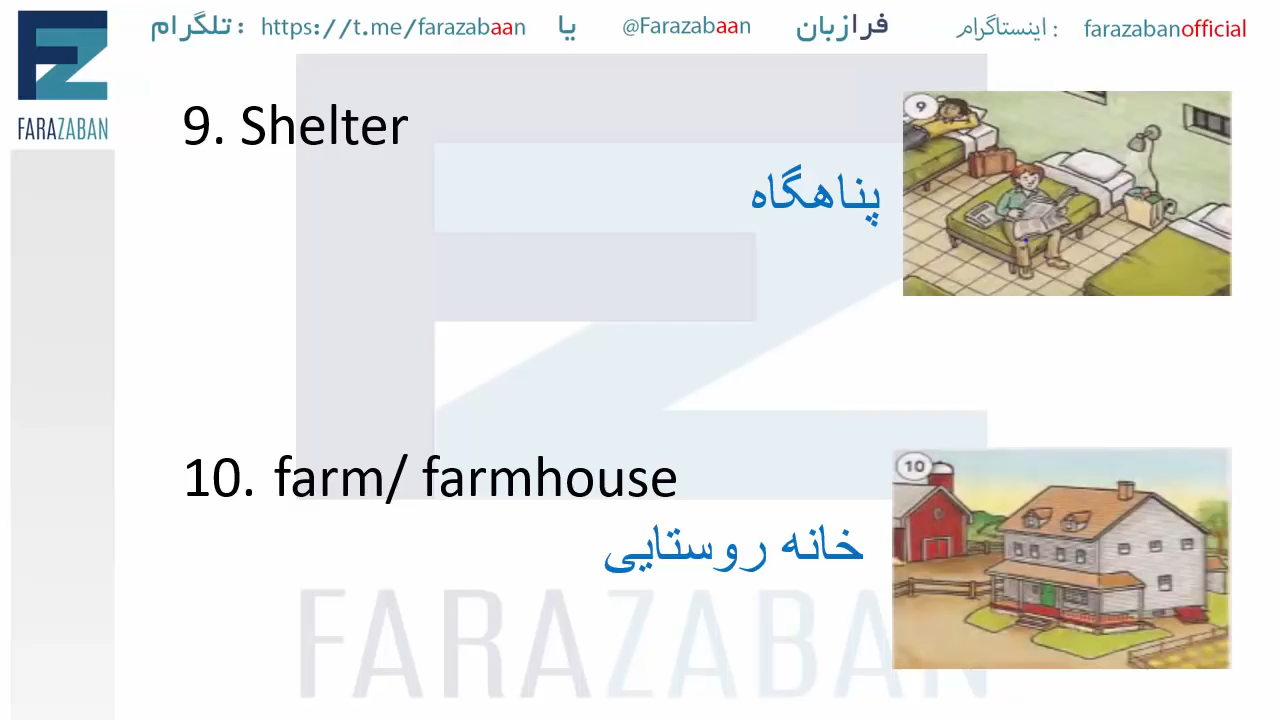 تلگرام : https://t.me/farazabaan یا @Farazabaan فرازبان اینستاگرام : farazabanofficial
FZ
FARAZABAN
9. Shelter
پناهگاه
9
10. farm/ farmhouse
خانه روستایی
10
FARAZABAN